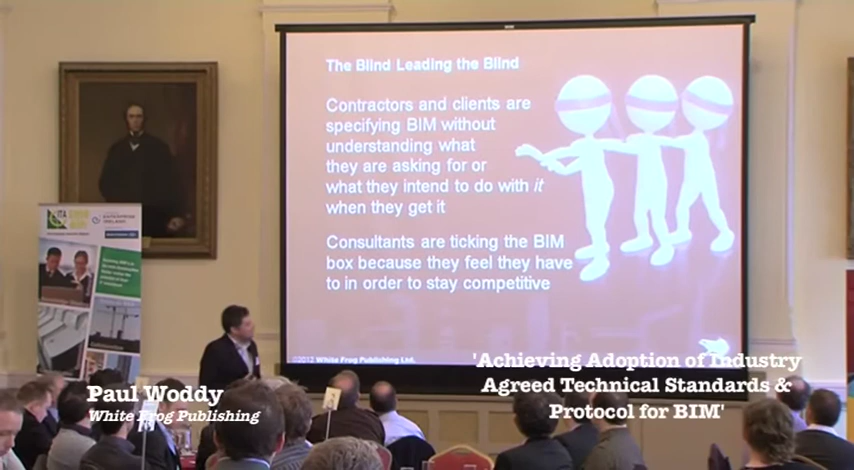 The Blind Leading the Blind
Contractors and clients are
specifying BIM without
understanding what
they are asking for or
what they intend to do with it
when they get it
Consultants are ticking the BIM
box because they feel they have
to in order to stay competitive
©2012 White Frog Publishing Ltd.
ITA
ENTERPRISE
IRELAND
Paul Woddy
White Frog Publishing
'Achieving Adoption of Industry
Agreed Technical Standards &
Protocol for BIM'